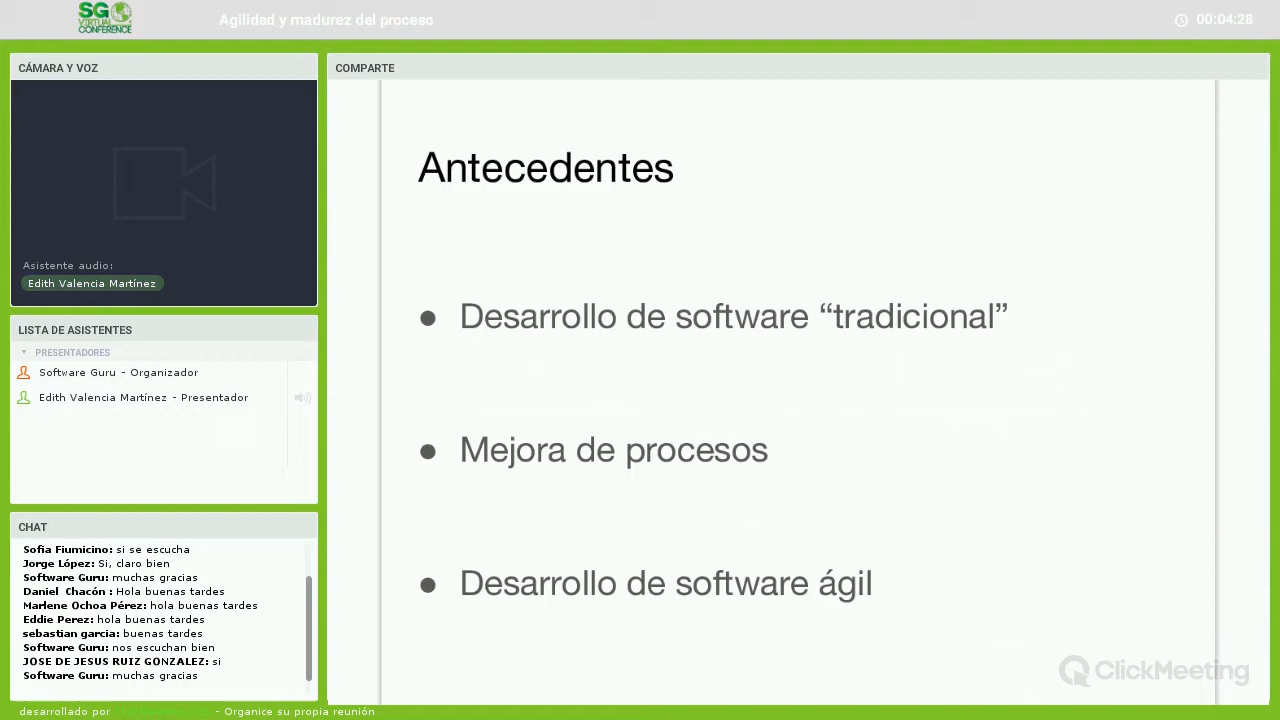 SG
VIRTUAL
CONFERENCE
Agilidad y madurez del proceso
00:04:28
CÁMARA Y VOZ
Asistente audio:
Edith Valencia Martínez
LISTA DE ASISTENTES
PRESENTADORES
Software Guru - Organizador
Edith Valencia Martínez - Presentador
CHAT
Sofia Fiumicino: si se escucha
Jorge López: Si, claro bien
Software Guru: muchas gracias
Daniel Chacón : Hola buenas tardes
Marlene Ochoa Pérez: hola buenas tardes
Eddie Perez: hola buenas tardes
sebastian garcia: buenas tardes
Software Guru: nos escuchan bien
JOSE DE JESUS RUIZ GONZALEZ: si
Software Guru: muchas gracias
desarrollado por
- Organice su propia reunión
COMPARTE
Antecedentes
● Desarrollo de software “tradicional”
● Mejora de procesos
● Desarrollo de software ágil
ClickMeeting